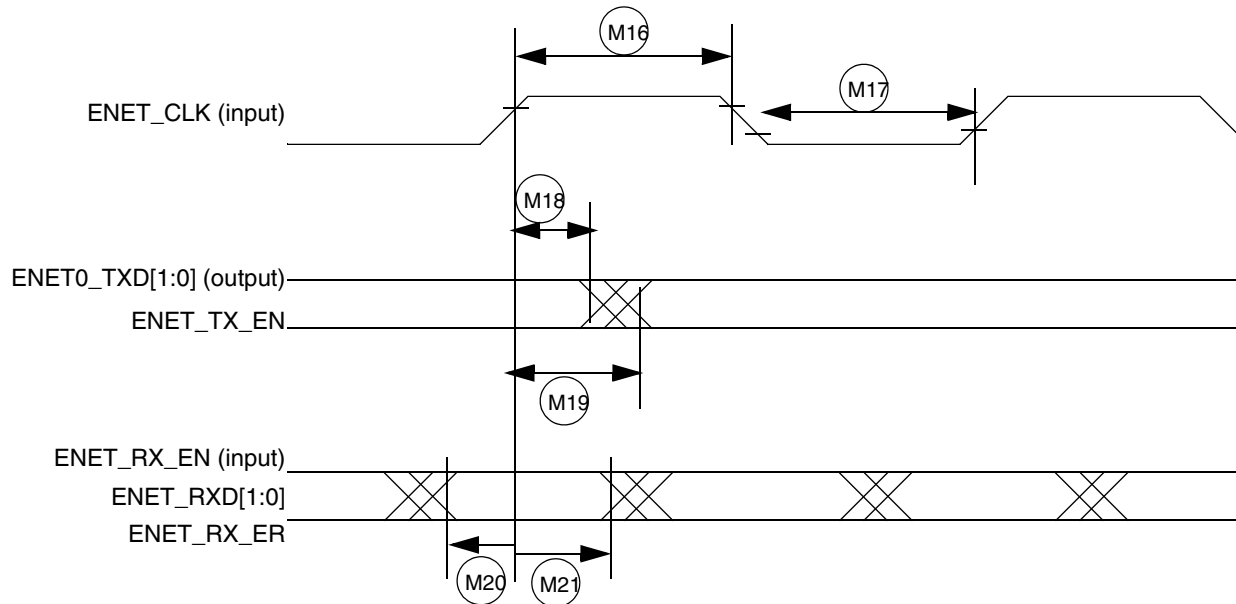 M16
ENET_CLK (input)
M17
M18
ENET0_TXD[1:0] (output)
ENET_TX_EN
M19
ENET_RX_EN (input)
ENET_RXD[1:0]
ENET_RX_ER
M20
M21